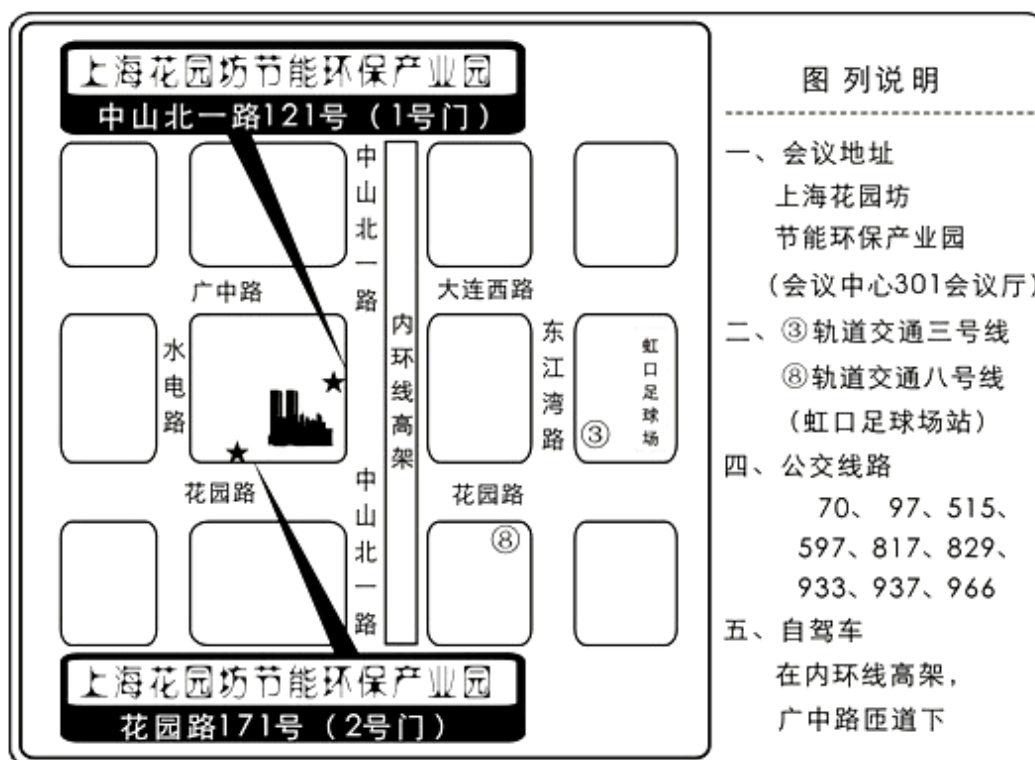 上海花园坊节能环保产业园
中山北一路121号（1号门）
中山北一路
广中路
大连西路
内环线高架
水电路
东江湾路
虹口足球场
③
花园路
中山北一路
花园路
⑧
上海花园坊节能环保产业园
花园路171号（2号门）
图列说明
一、会议地址
上海花园坊
节能环保产业园
（会议中心301会议厅）
二、③轨道交通三号线
⑧轨道交通八号线
（虹口足球场站）
四、公交线路
70、 97、515、
597、817、829、
933、937、966
五、自驾车
在内环线高架，
广中路匝道下